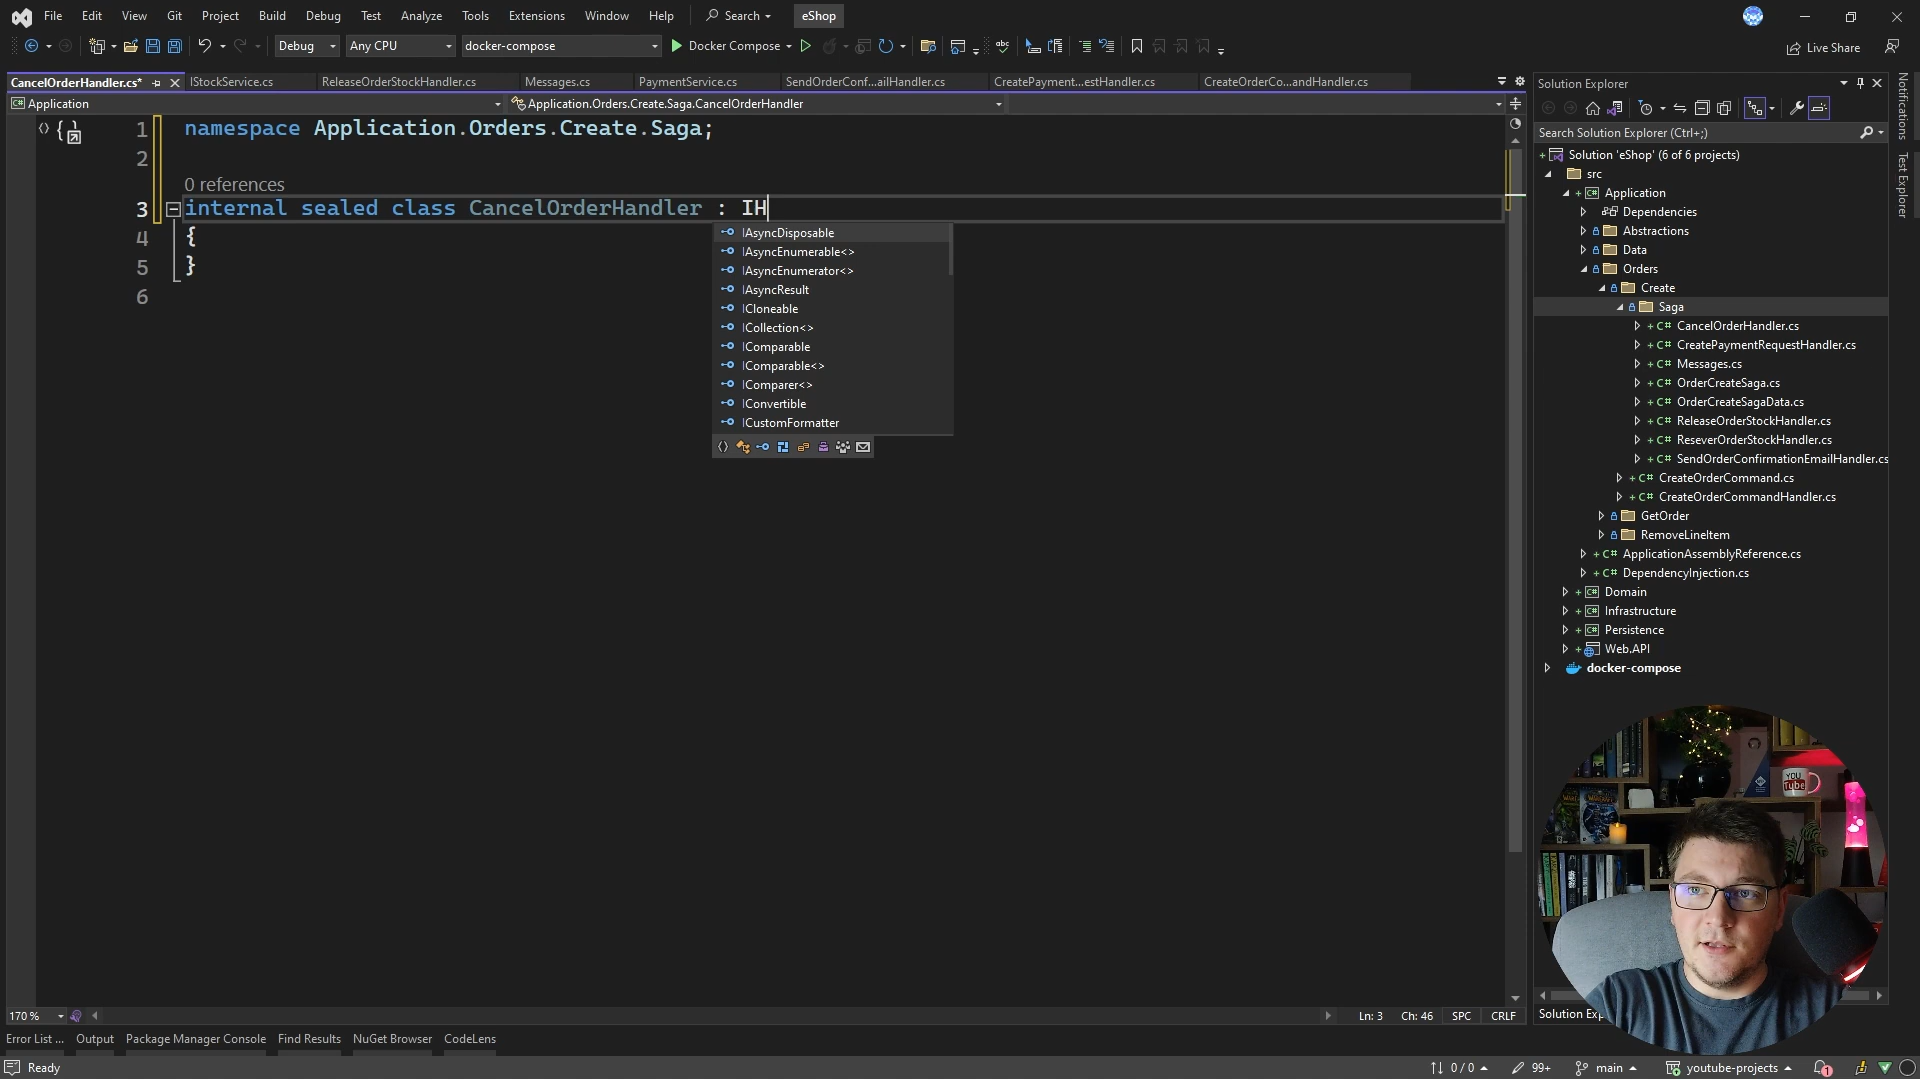 File Edit View Git Project Build Debug Test Analyze Tools Extensions Window Help Search eShop
Debug Any CPU docker-compose Docker Compose Live Share
CancelOrderHandler.cs* IStockService.cs ReleaseOrderStockHandler.cs Messages.cs PaymentService.cs SendOrderConf...ailHandler.cs CreatePayment...estHandler.cs CreateOrderCo...andHandler.cs
Application Application.Orders.Create.Saga.CancelOrderHandler
1 namespace Application.Orders.Create.Saga;
2
0 references
3 internal sealed class CancelOrderHandler : IH
4 {
5 }
6
IAsyncDisposable
IAsyncEnumerable<>
IAsyncEnumerator<>
IAsyncResult
ICloneable
ICollection<>
IComparable
IComparable<>
IComparer<>
IConvertible
ICustomFormatter
Solution Explorer
Search Solution Explorer (Ctrl+;)
Solution 'eShop' (6 of 6 projects)
src
Application
Dependencies
Abstractions
Data
Orders
Create
Saga
CancelOrderHandler.cs
CreatePaymentRequestHandler.cs
Messages.cs
OrderCreateSaga.cs
OrderCreateSagaData.cs
ReleaseOrderStockHandler.cs
ReseverOrderStockHandler.cs
SendOrderConfirmationEmailHandler.cs
CreateOrderCommand.cs
CreateOrderCommandHandler.cs
GetOrder
RemoveLineItem
ApplicationAssemblyReference.cs
DependencyInjection.cs
Domain
Infrastructure
Persistence
Web.API
docker-compose
Notifications
Test Explorer
YOU
Tube
Solution Exp
170 % Ln: 3 Ch: 46 SPC CRLF
Error List ... Output Package Manager Console Find Results NuGet Browser CodeLens
Ready 0 / 0 99+ main youtube-projects 1